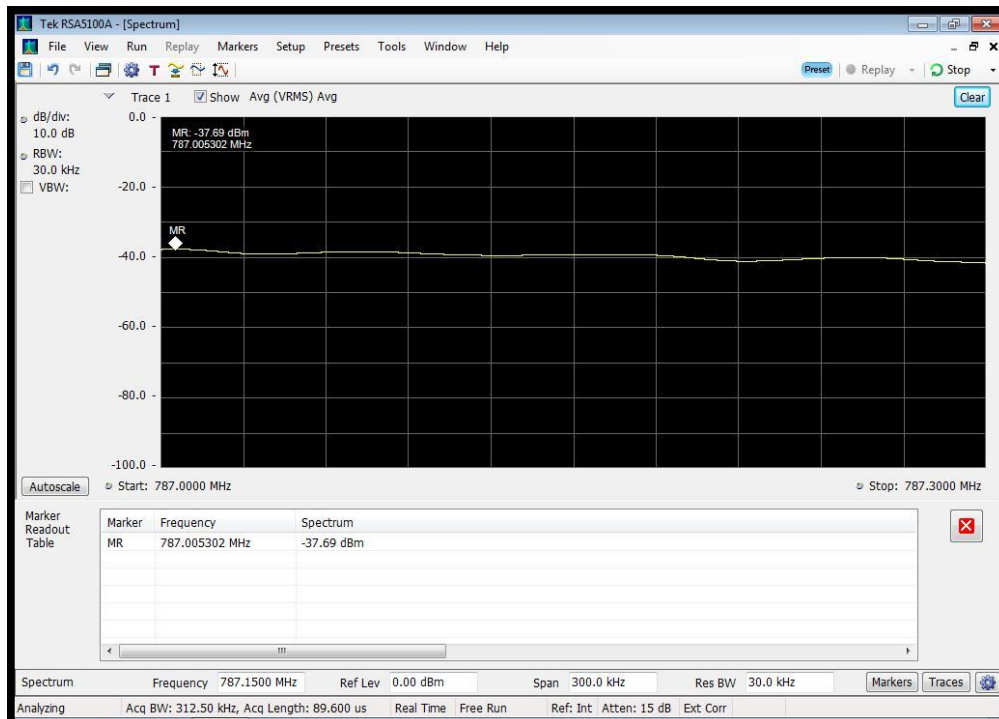 Tek RSA5100A - [Spectrum]
File View Run Replay Markers Setup Presets Tools Window Help
T Preset Replay Stop
Trace 1 Show Avg (VRMS) Avg Clear
dB/div:
10.0 dB
RBW:
30.0 kHz
VBW:
0.0
-20.0
-40.0
-60.0
-80.0
-100.0
MR: -37.69 dBm
787.005302 MHz
MR
Autoscale Start: 787.0000 MHz Stop: 787.3000 MHz
Marker
Readout
Table
Marker Frequency Spectrum
MR 787.005302 MHz -37.69 dBm
Spectrum Frequency 787.1500 MHz Ref Lev 0.00 dBm Span 300.0 kHz Res BW 30.0 kHz Markers Traces
Analyzing Acq BW: 312.50 kHz, Acq Length: 89.600 us Real Time Free Run Ref: Int Atten: 15 dB Ext Corr